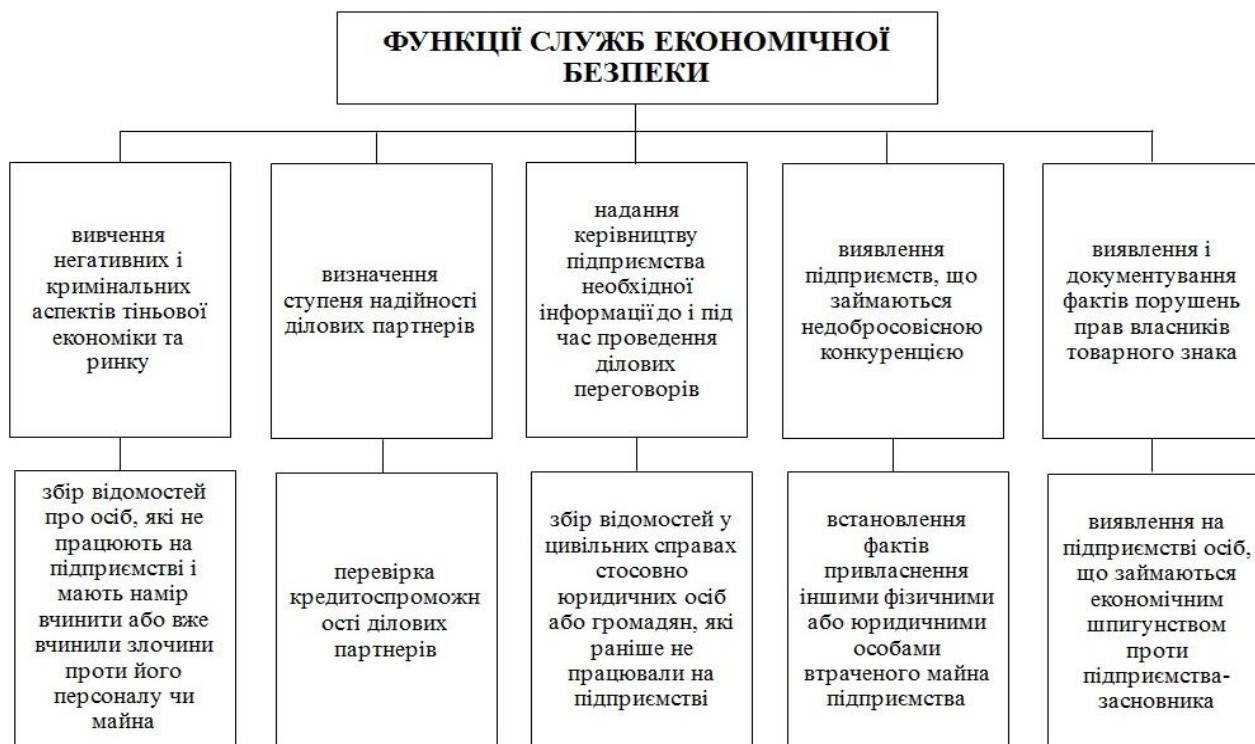 ФУНКЦІЇ СЛУЖБ ЕКОНОМІЧНОЇ
БЕЗПЕКИ
вивчення
негативних і
кримінальних
аспектів тіньової
економіки та
ринку
визначення
ступеня надійності
ділових партнерів
надання
керівництву
підприємства
необхідної
інформації до і під
час проведення
ділових
переговорів
виявлення
підприємств, що
займаються
недобросовісною
конкуренцією
виявлення і
документування
фактів порушень
прав власників
товарного знака
збір відомостей
про осіб, які не
працюють на
підприємстві і
мають намір
вчинити або вже
вчинили злочини
проти його
персоналу чи
майна
перевірка
кредитоспроможн
ості ділових
партнерів
збір відомостей у
цивільних справах
стосовно
юридичних осіб
або громадян, які
раніше не
працювали на
підприємстві
встановлення
фактів
привласнення
іншими фізичними
або юридичними
особами
втраченого майна
підприємства
виявлення на
підприємстві осіб,
що займаються
економічним
шпигунством
проти
підприємства-
засновника